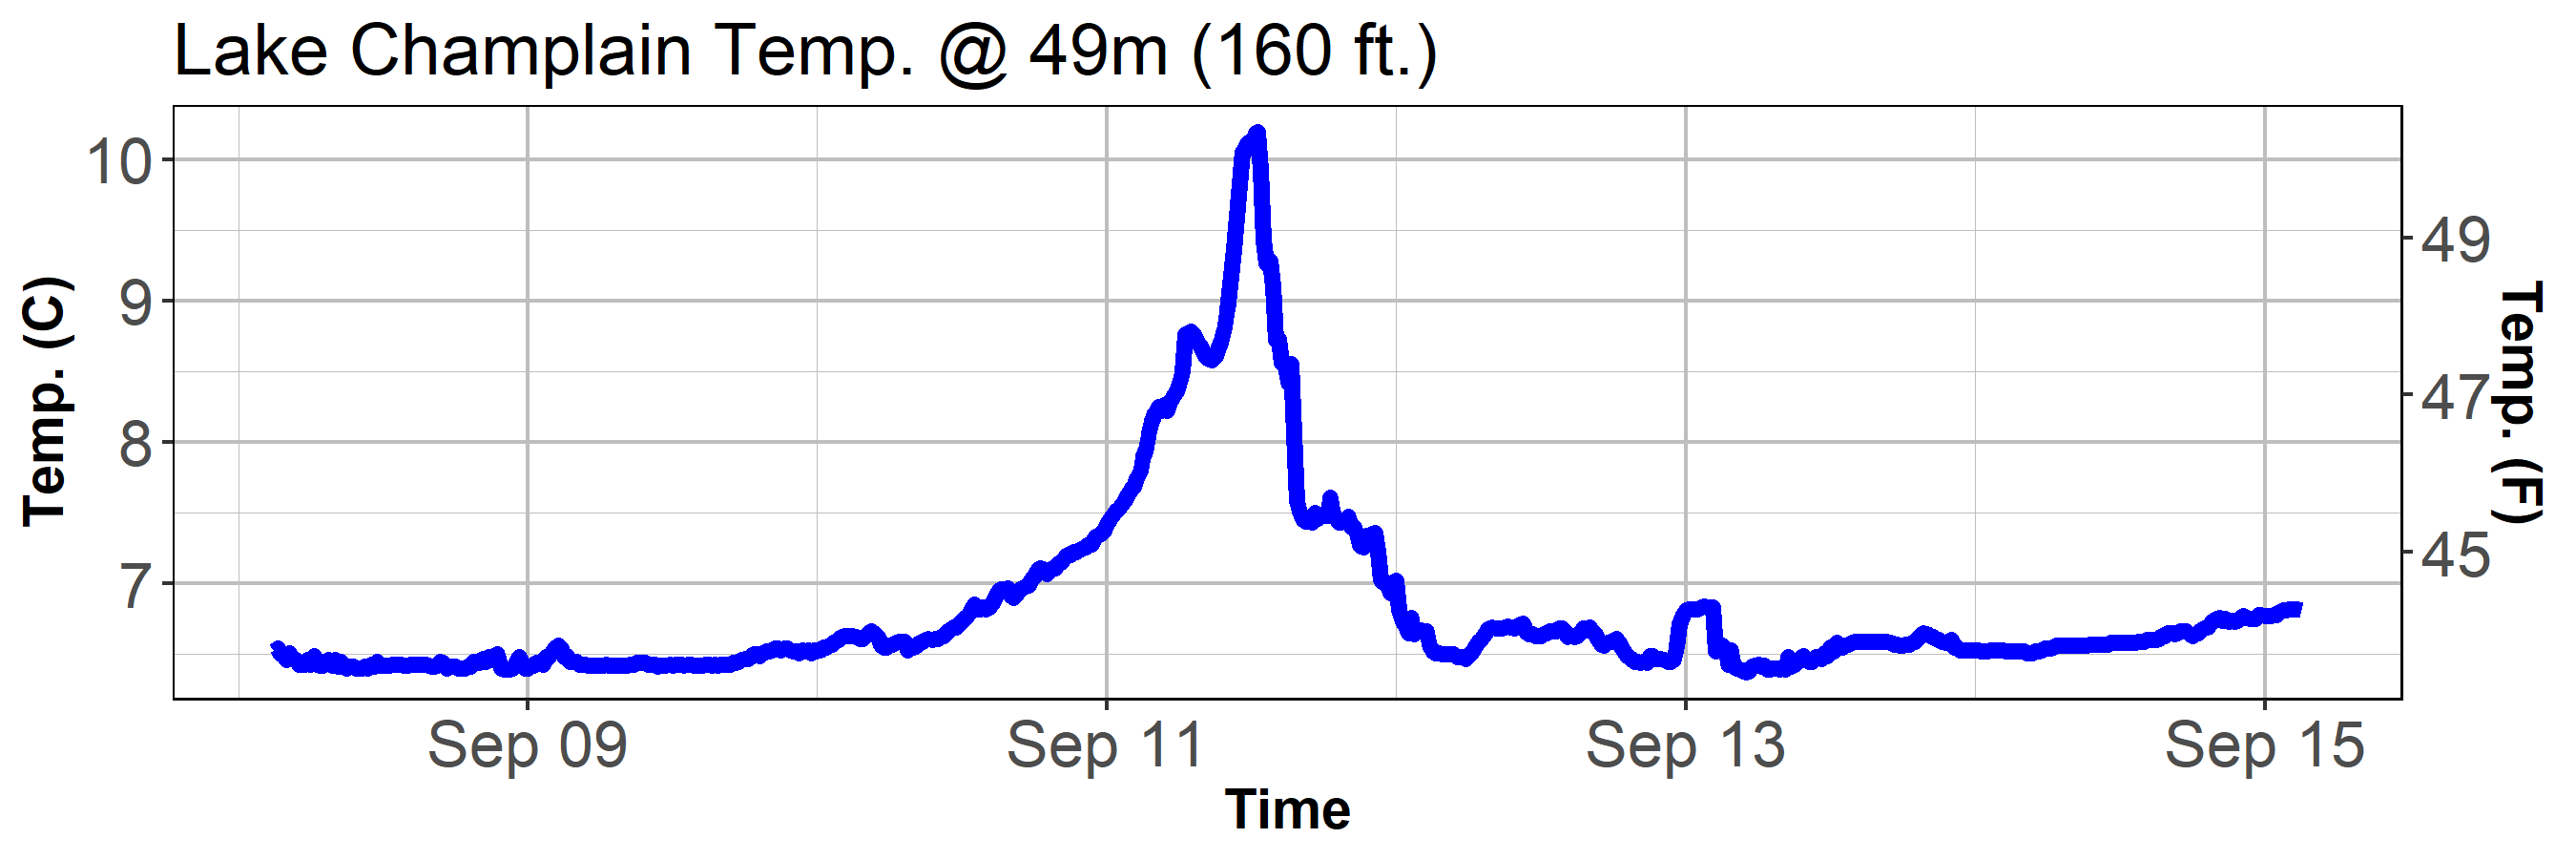 Lake Champlain Temp. @ 49m (160 ft.)
Temp. (C)
10
9
8
7
49
47
45
Temp. (F)
Sep 09
Sep 11
Sep 13
Sep 15
Time